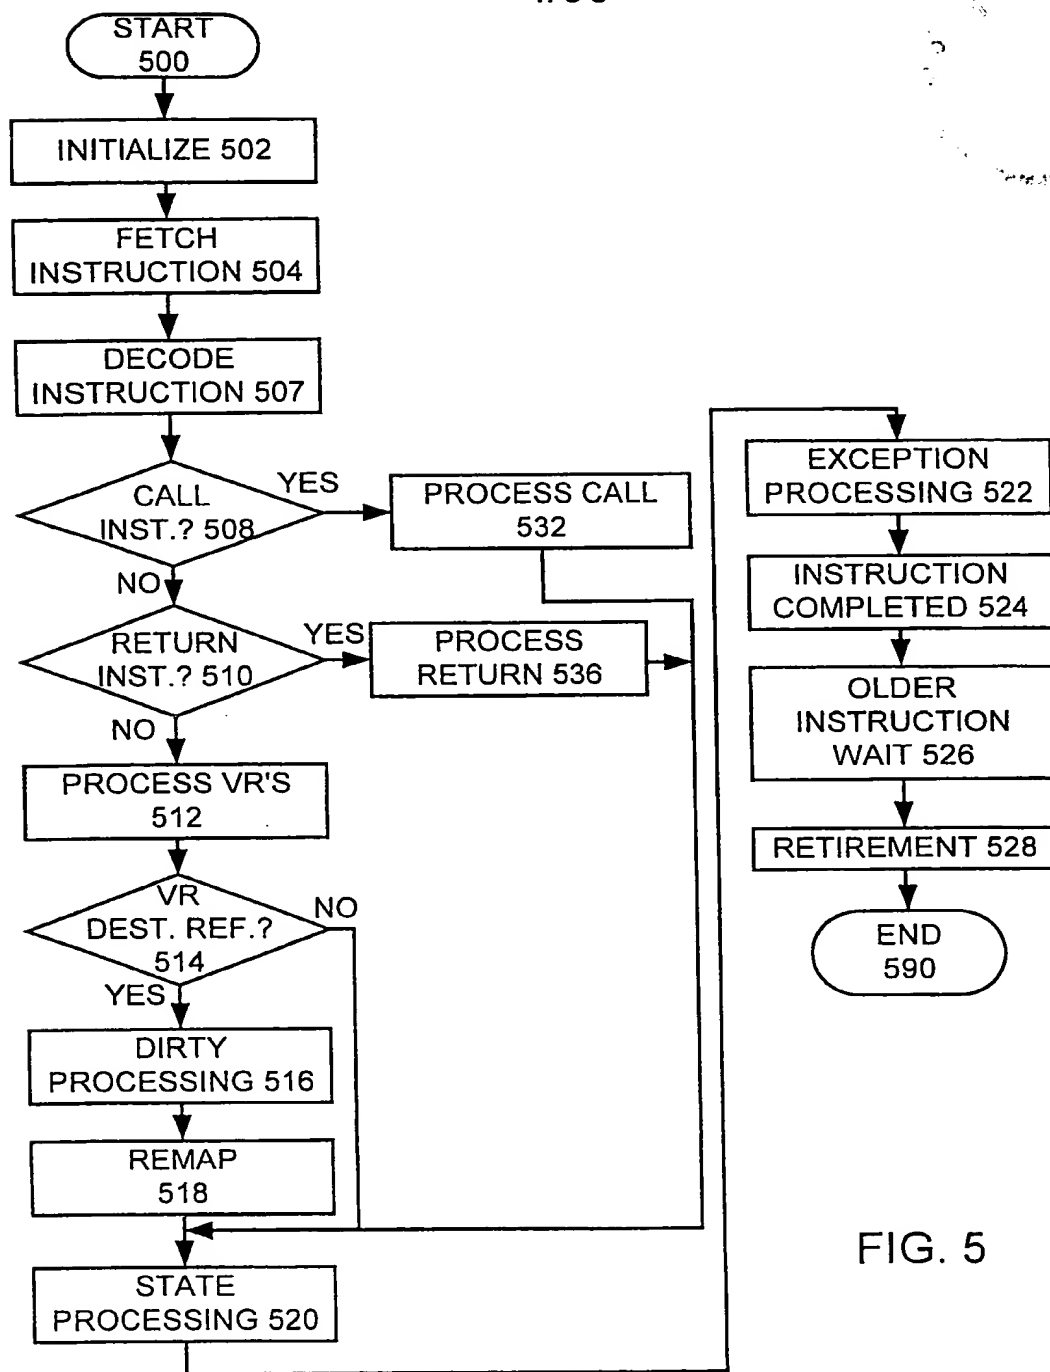 START
500
INITIALIZE 502
FETCH
INSTRUCTION 504
DECODE
INSTRUCTION 507
CALL
INST.? 508
YES
PROCESS CALL
532
NO
RETURN
INST.? 510
YES
PROCESS
RETURN 536
NO
PROCESS VR'S
512
VR
DEST. REF.?
514
NO
YES
DIRTY
PROCESSING 516
REMAP
518
STATE
PROCESSING 520
EXCEPTION
PROCESSING 522
INSTRUCTION
COMPLETED 524
OLDER
INSTRUCTION
WAIT 526
RETIREMENT 528
END
590
FIG. 5